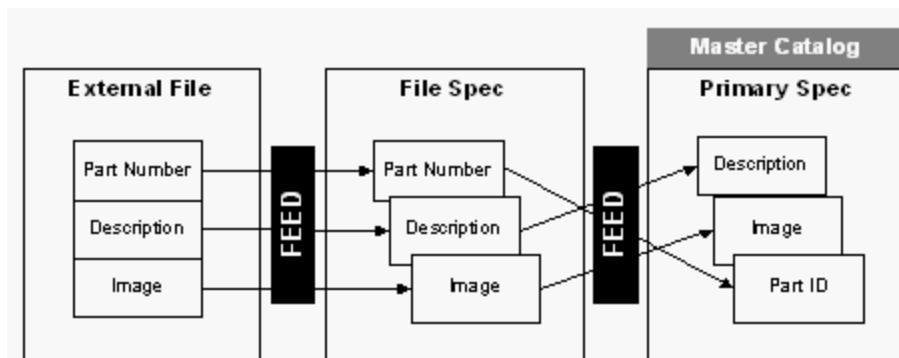 Master Catalog
External File
File Spec
Primary Spec
Part Number
Description
Image
FEED
Part Number
Description
Image
FEED
Description
Image
Part ID